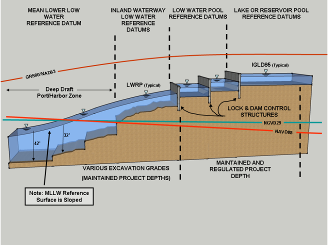 MEAN LOWER LOW
WATER
REFERENCE DATUM
INLAND WATERWAY
LOW WATER
REFERENCE
DATUMS
LOW WATER POOL
REFERENCE
DATUMS
LAKE OR RESERVOIR POOL
REFERENCE DATUMS
IGLD85 (Typical)
GRS80/NAD83
Deep Draft
Port/Harbor Zone
LWRP (Typical)
LOCK & DAM CONTROL
STRUCTURES
NGVD29
NAVD88
VARIOUS EXCAVATION GRADES
(MAINTAINED PROJECT DEPTHS)
MAINTAINED AND
REGULATED PROJECT
DEPTH
Note: MLLW Reference
Surface is Sloped